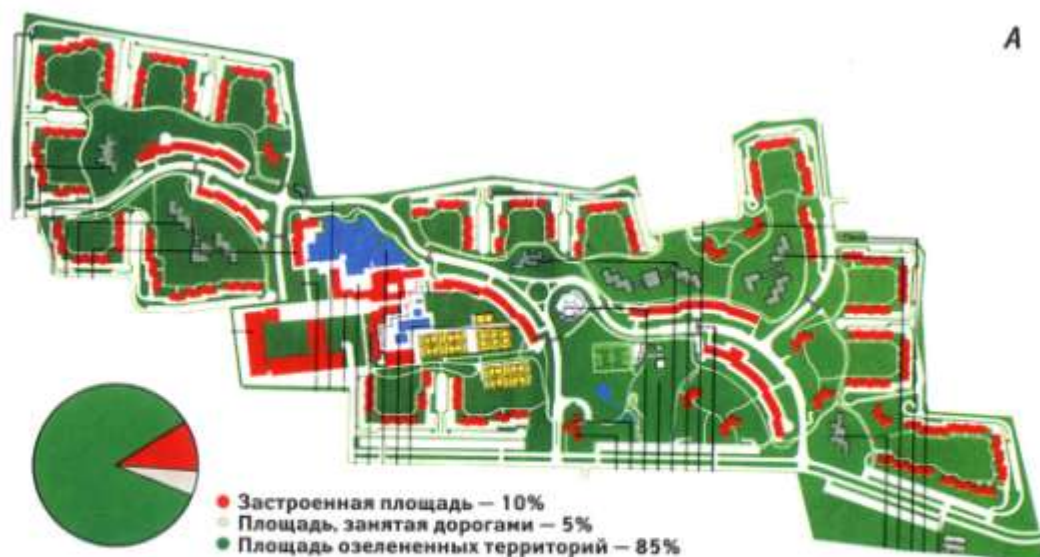 А
Застроенная площадь — 10%
Площадь, занятая дорогами — 5%
Площадь озелененных территорий — 85%